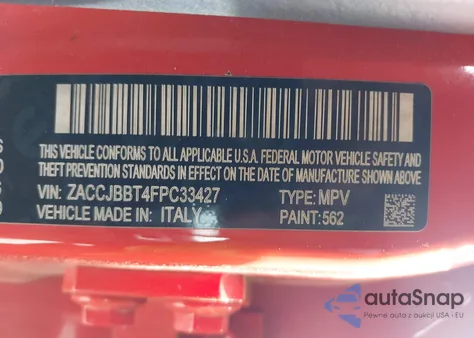 THIS VEHICLE CONFORMS TO ALL APPLICABLE U.S.A. FEDERAL MOTOR VEHICLE SAFETY AND
THEFT PREVENTION STANDARDS IN EFFECT ON THE DATE OF MANUFACTURE SHOWN ABOVE.
VIN: ZACCJBBT4FPC33427 TYPE: MPV
VEHICLE MADE IN: ITALY PAINT: 562
autoSnap
Pewne auta z aukcji USA i EU